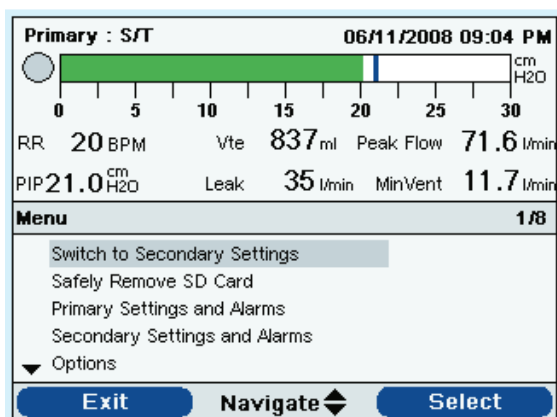 Primary : S/T 06/11/2008 09:04 PM
cm
H2O
0 5 10 15 20 25 30
RR 20 BPM Vte 837 ml Peak Flow 71.6 l/min
PIP 21.0 cm H2O Leak 35 l/min MinVent 11.7 l/min
Menu 1/8
Switch to Secondary Settings
Safely Remove SD Card
Primary Settings and Alarms
Secondary Settings and Alarms
Options
Exit Navigate Select